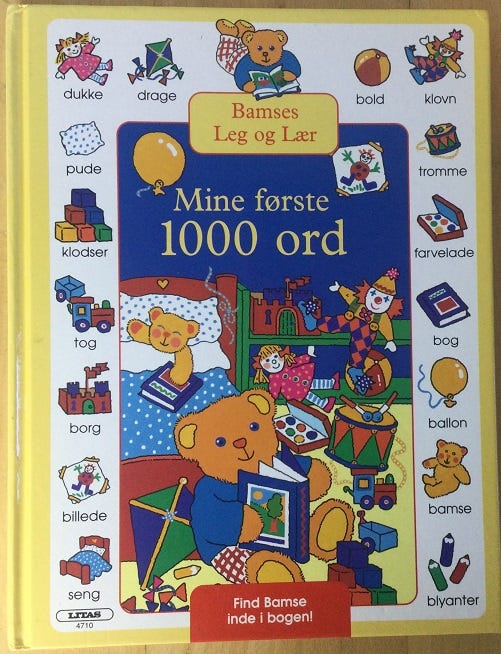 dukke
drage
bold
klovn
Bamses
Leg og Lær
pude
tromme
Mine første
1000 ord
klodser
farvelade
tog
bog
borg
ballon
billede
bamse
seng
blyanter
LITAS
4710
Find Bamse
inde i bogen!